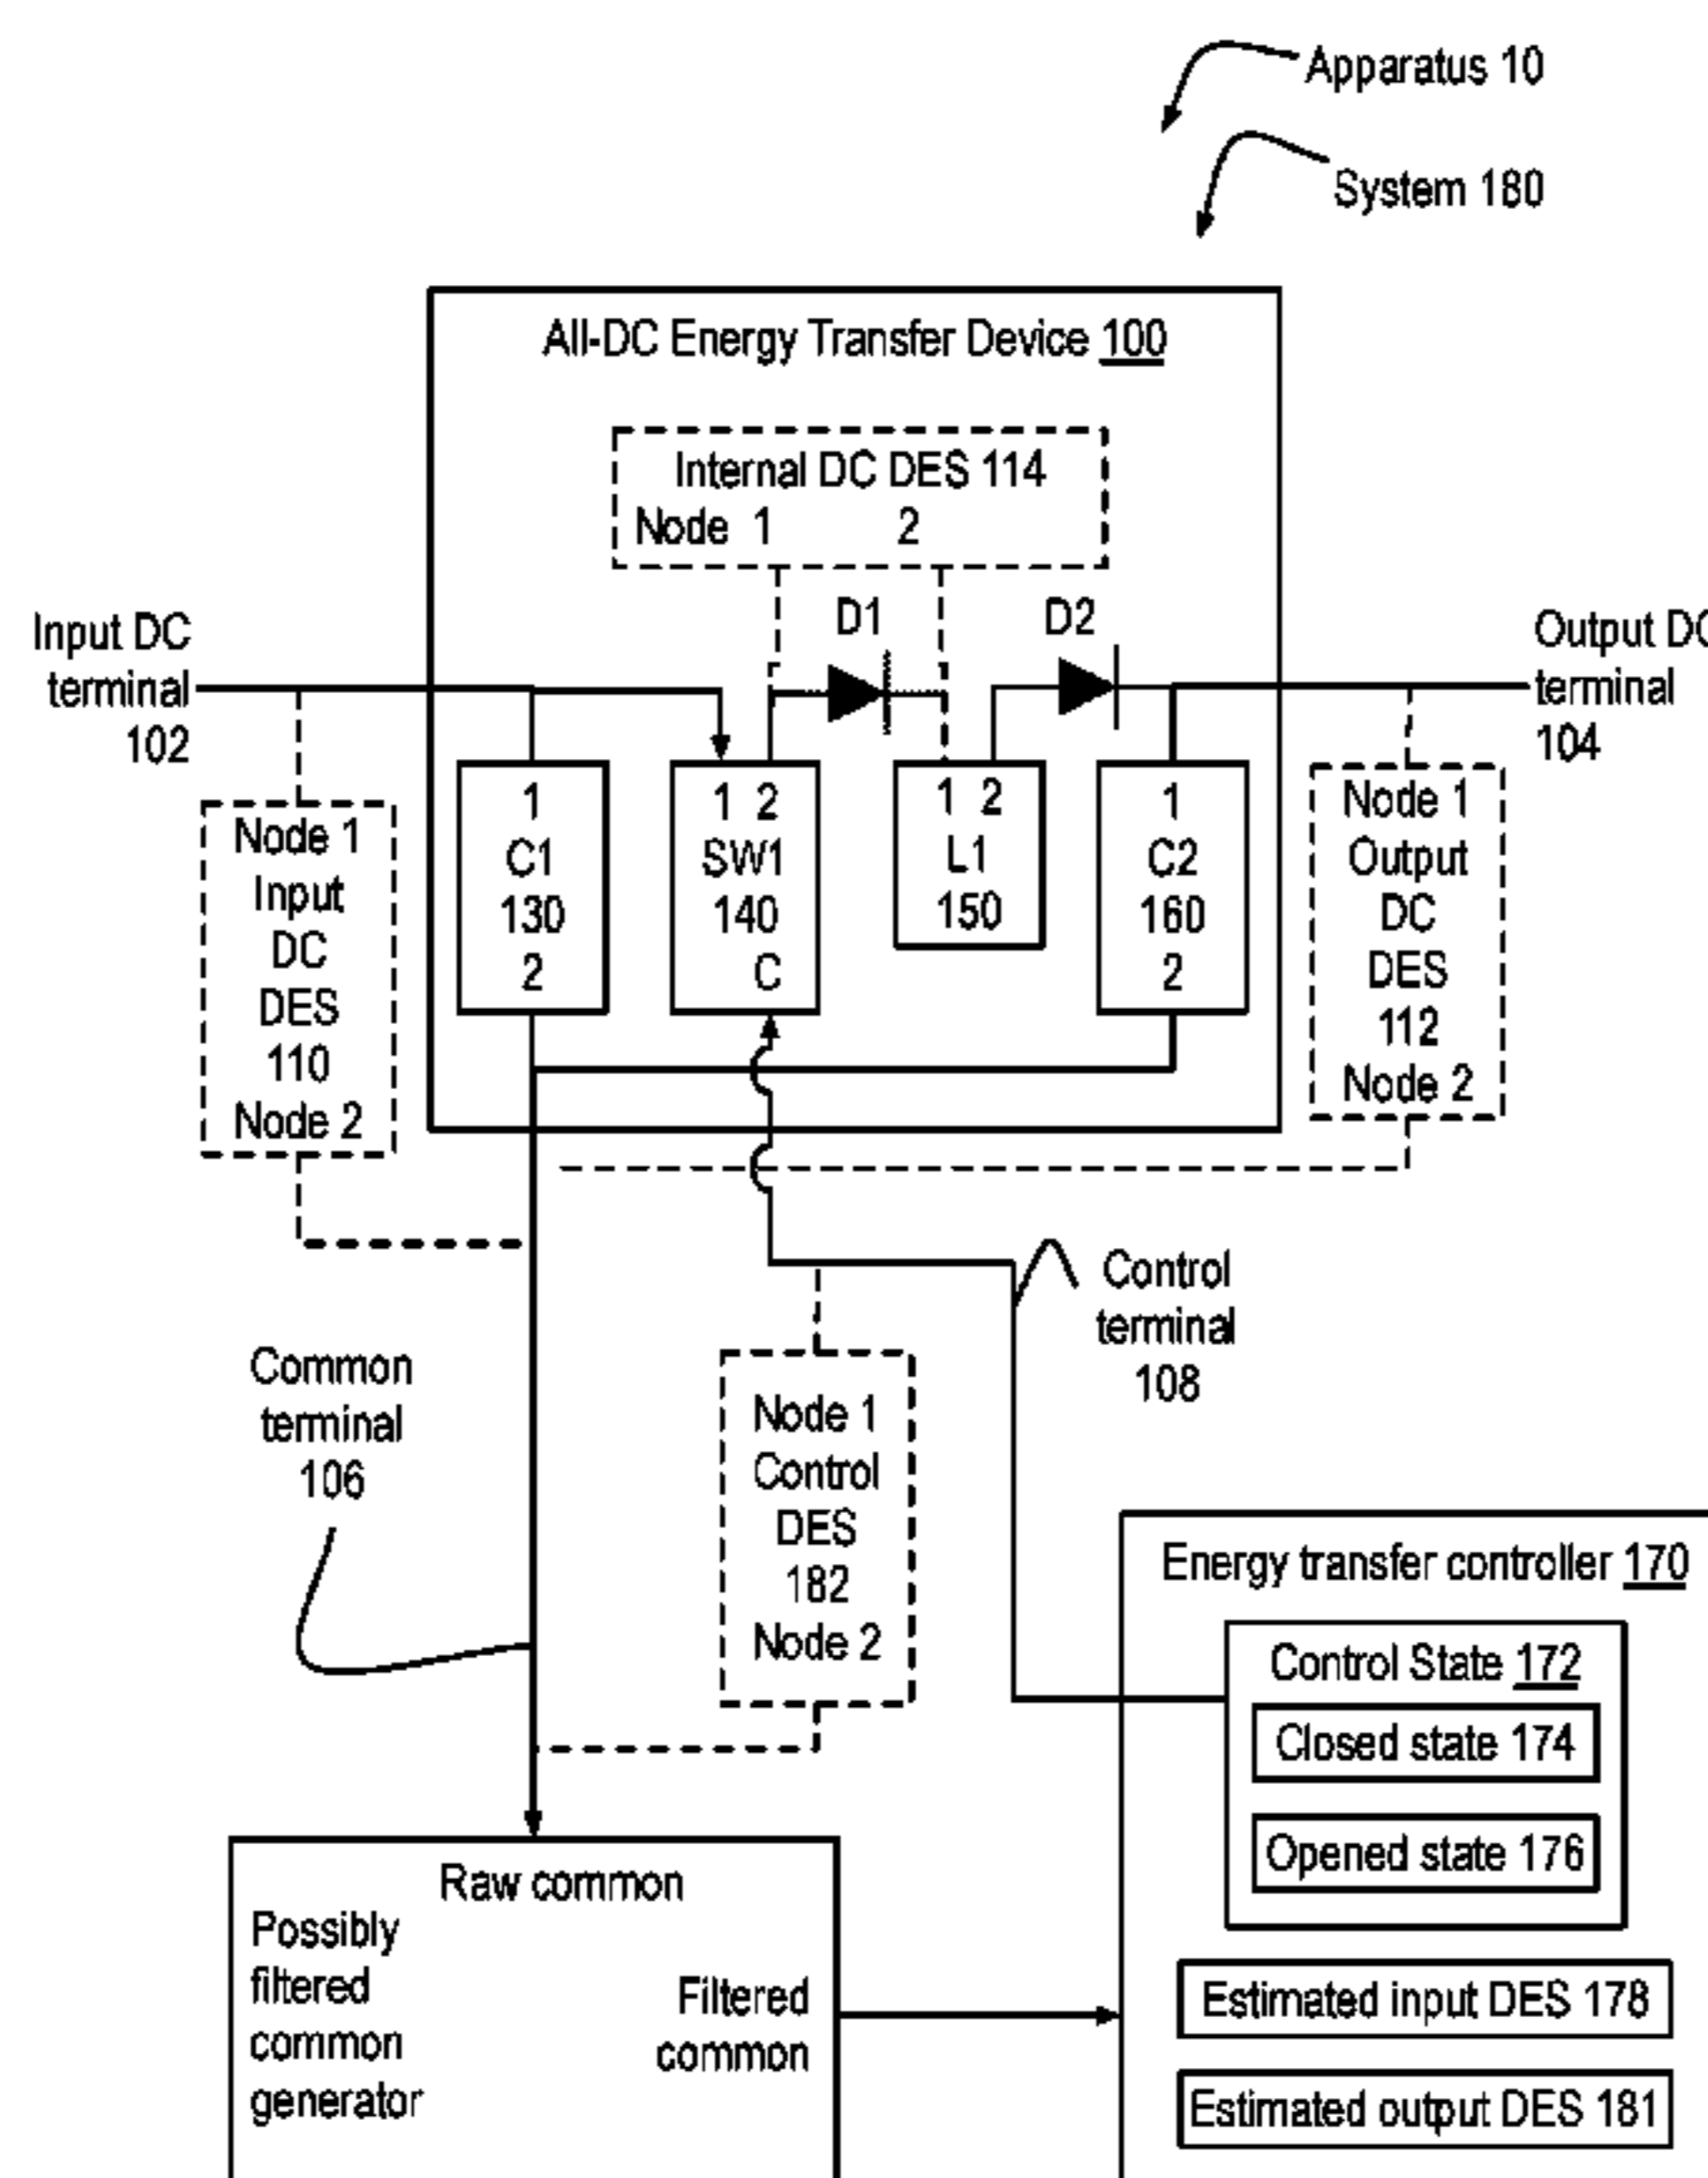 Apparatus 10
System 180
All-DC Energy Transfer Device 100
Internal DC DES 114
Node 1 2
D1
D2
Input DC
terminal
102
Output DC
terminal
104
1
C1
130
2
1 2
SW1
140
C
1 2
L1
150
1
C2
160
2
Node 1
Input
DC
DES
110
Node 2
Node 1
Output
DC
DES
112
Node 2
Control
terminal
108
Common
terminal
106
Node 1
Control
DES
182
Node 2
Energy transfer controller 170
Control State 172
Closed state 174
Opened state 176
Estimated input DES 178
Estimated output DES 181
Raw common
Possibly
filtered
common
generator
Filtered
common